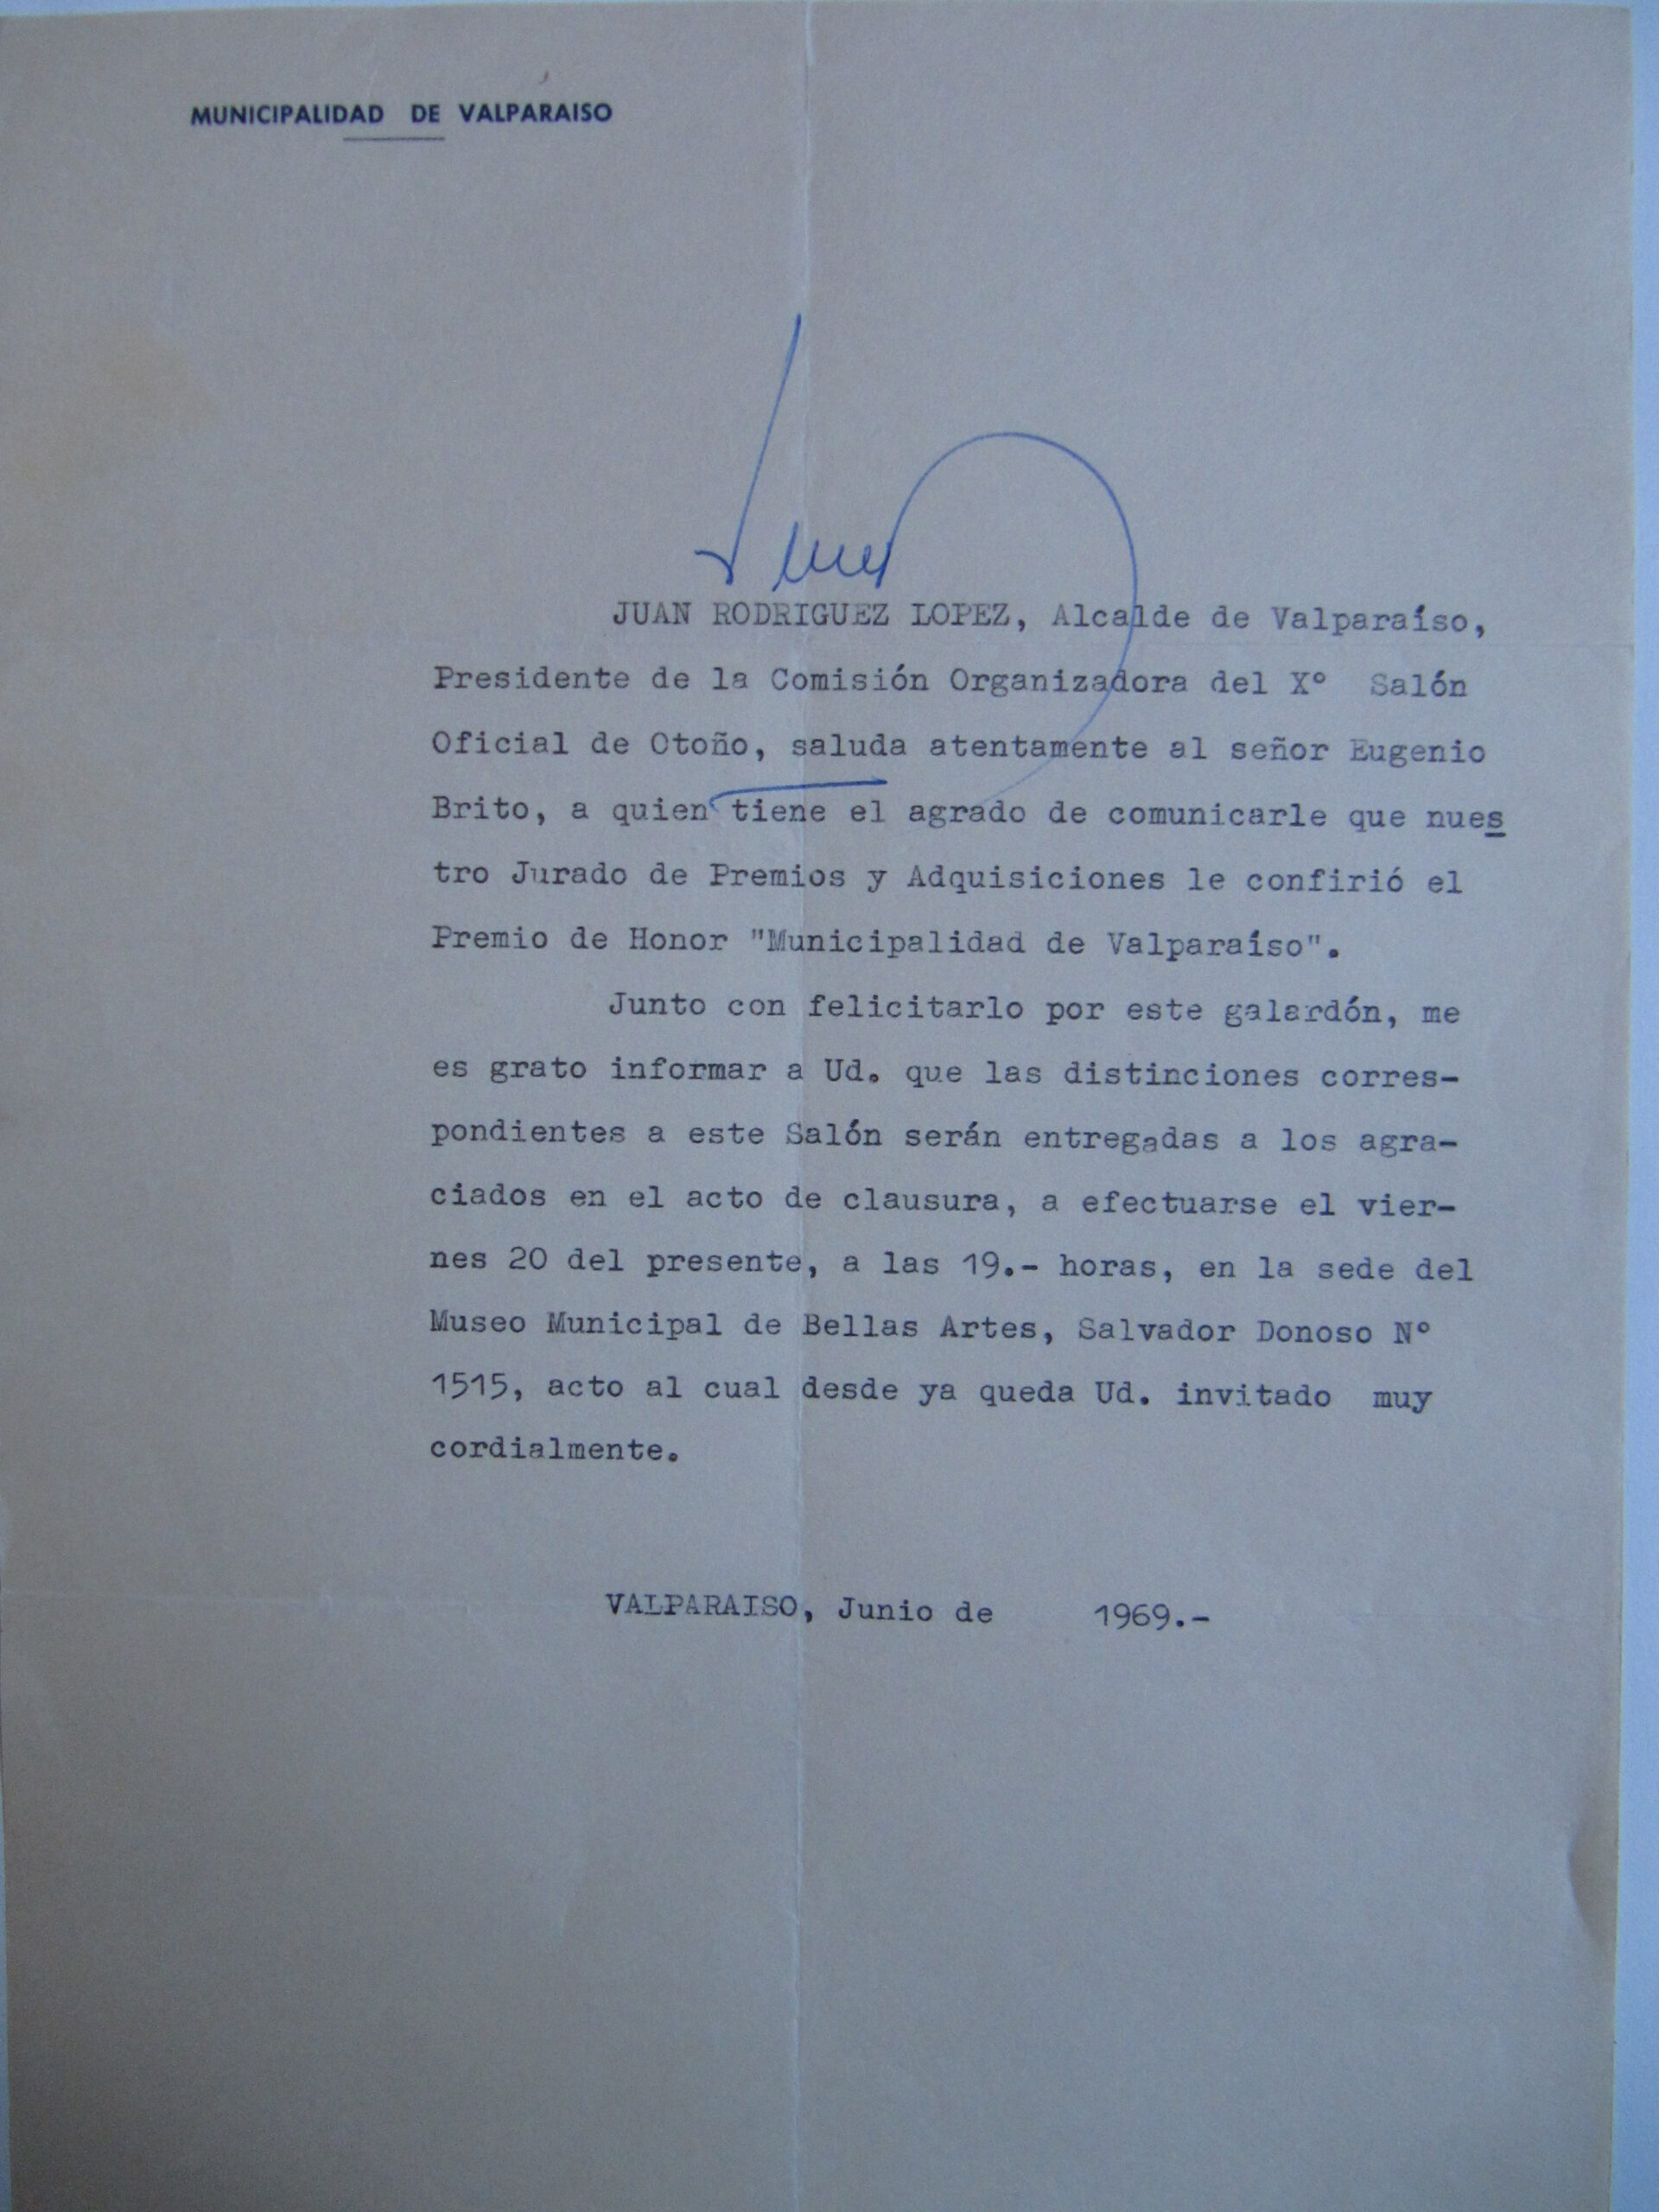 MUNICIPALIDAD DE VALPARAISO
JUAN RODRIGUEZ LOPEZ, Alcalde de Valparaíso,
Presidente de la Comisión Organizadora del Xº Salón
Oficial de Otoño, saluda atentamente al señor Eugenio
Brito, a quien tiene el agrado de comunicarle que nues
tro Jurado de Premios y Adquisiciones le confirió el
Premio de Honor "Municipalidad de Valparaíso".
Junto con felicitarlo por este galardón, me
es grato informar a Ud. que las distinciones corres-
pondientes a este Salón serán entregadas a los agra-
ciados en el acto de clausura, a efectuarse el vier-
nes 20 del presente, a las 19.- horas, en la sede del
Museo Municipal de Bellas Artes, Salvador Donoso Nº
1515, acto al cual desde ya queda Ud. invitado muy
cordialmente.
VALPARAISO, Junio de 1969.-